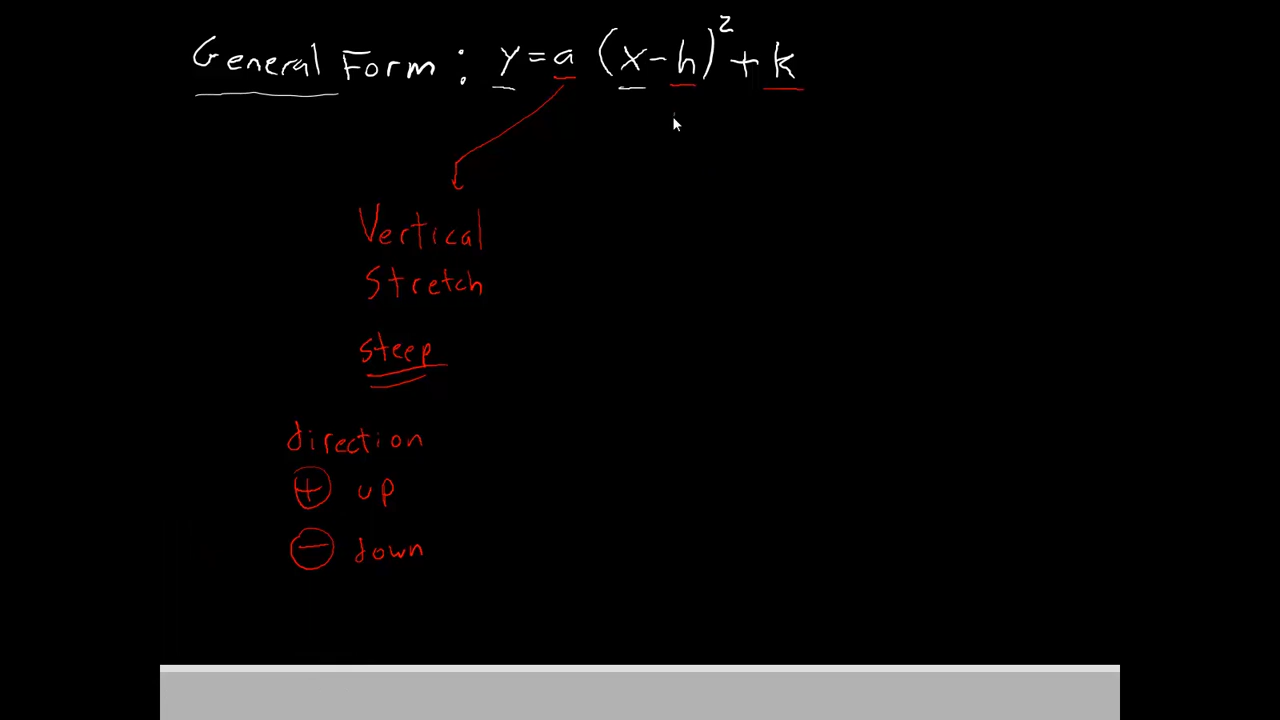 General Form : y = a (x - h)² + k
Vertical
Stretch
steep
direction
+ up
- down